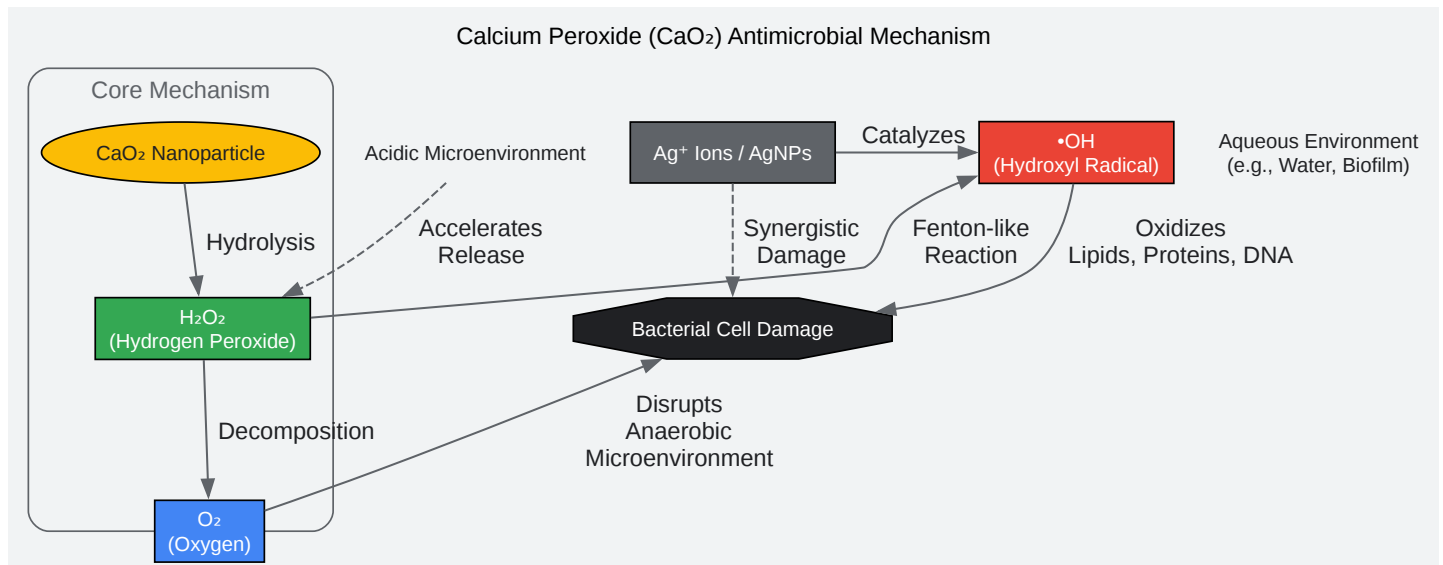 Calcium Peroxide (CaO₂) Antimicrobial Mechanism
Core Mechanism
CaO₂ Nanoparticle
Acidic Microenvironment
Ag⁺ Ions / AgNPs
Catalyzes
•OH
(Hydroxyl Radical)
Aqueous Environment
(e.g., Water, Biofilm)
Hydrolysis
Accelerates
Release
Synergistic
Damage
Fenton-like
Reaction
Oxidizes
Lipids, Proteins, DNA
H₂O₂
(Hydrogen Peroxide)
Bacterial Cell Damage
Decomposition
Disrupts
Anaerobic
Microenvironment
O₂
(Oxygen)